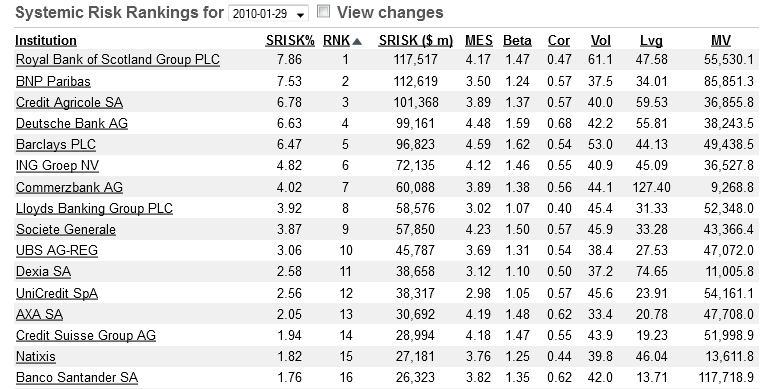 Systemic Risk Rankings for 2010-01-29 View changes
Institution SRISK% RNK SRISK ($ m) MES Beta Cor Vol Lvg MV
Royal Bank of Scotland Group PLC 7.86 1 117,517 4.17 1.47 0.47 61.1 47.58 55,530.1
BNP Paribas 7.53 2 112,619 3.50 1.24 0.57 37.5 34.01 85,851.3
Credit Agricole SA 6.78 3 101,368 3.89 1.37 0.57 40.0 59.53 36,855.8
Deutsche Bank AG 6.63 4 99,161 4.48 1.59 0.68 42.2 55.81 38,243.5
Barclays PLC 6.47 5 96,823 4.59 1.62 0.54 53.0 44.13 49,438.5
ING Groep NV 4.82 6 72,135 4.12 1.46 0.55 40.9 45.09 36,527.8
Commerzbank AG 4.02 7 60,088 3.89 1.38 0.56 44.1 127.40 9,268.8
Lloyds Banking Group PLC 3.92 8 58,576 3.02 1.07 0.40 45.4 31.33 52,348.0
Societe Generale 3.87 9 57,850 4.23 1.50 0.57 45.9 33.28 43,366.4
UBS AG-REG 3.06 10 45,787 3.69 1.31 0.54 38.4 27.53 47,072.0
Dexia SA 2.58 11 38,658 3.12 1.10 0.50 37.2 74.65 11,005.8
UniCredit SpA 2.56 12 38,317 2.98 1.05 0.57 45.6 23.91 54,161.1
AXA SA 2.05 13 30,692 4.19 1.48 0.62 33.4 20.78 47,708.0
Credit Suisse Group AG 1.94 14 28,994 4.18 1.47 0.55 43.9 19.23 51,998.9
Natixis 1.82 15 27,181 3.76 1.25 0.44 39.8 46.04 13,611.8
Banco Santander SA 1.76 16 26,323 3.82 1.35 0.62 42.0 13.71 117,718.9